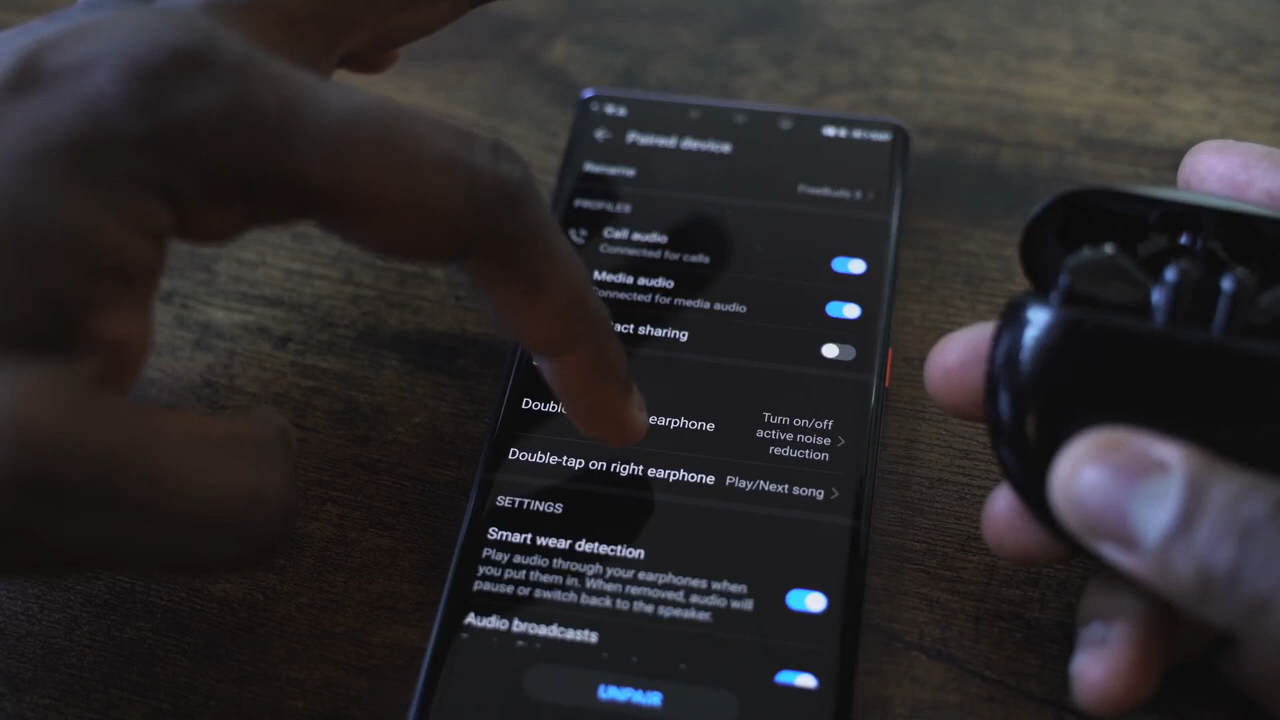 Paired device
Rename
FreeBuds 3
PROFILES
Call audio
Connected for calls
Media audio
Connected for media audio
act sharing
Doubl earphone
Turn on/off
active noise
reduction
Double-tap on right earphone
Play/Next song
SETTINGS
Smart wear detection
Play audio through your earphones when
you put them in. When removed, audio will
pause or switch back to the speaker.
Audio broadcasts
UNPAIR